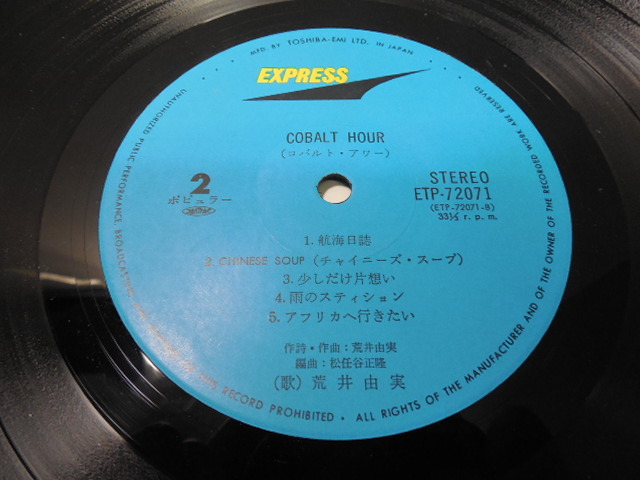 MFD. BY TOSHIBA-EMI LTD. IN JAPAN
EXPRESS
COBALT HOUR
(コバルト・アワー)
2
ポピュラー
STEREO
ETP-72071
(ETP-72071-B)
33⅓ r. p. m.
1. 航海日誌
2. CHINESE SOUP (チャイニーズ・スープ)
3. 少しだけ片想い
4. 雨のスティション
5. アフリカへ行きたい
作詩・作曲:荒井由実
編曲:松任谷正隆
(歌) 荒井由実
UNAUTHORIZED PUBLIC PERFORMANCE, BROADCASTING THIS RECORD PROHIBITED • ALL RIGHTS OF THE MANUFACTURER AND OF THE OWNER OF THE RECORDED WORK ARE RESERVED